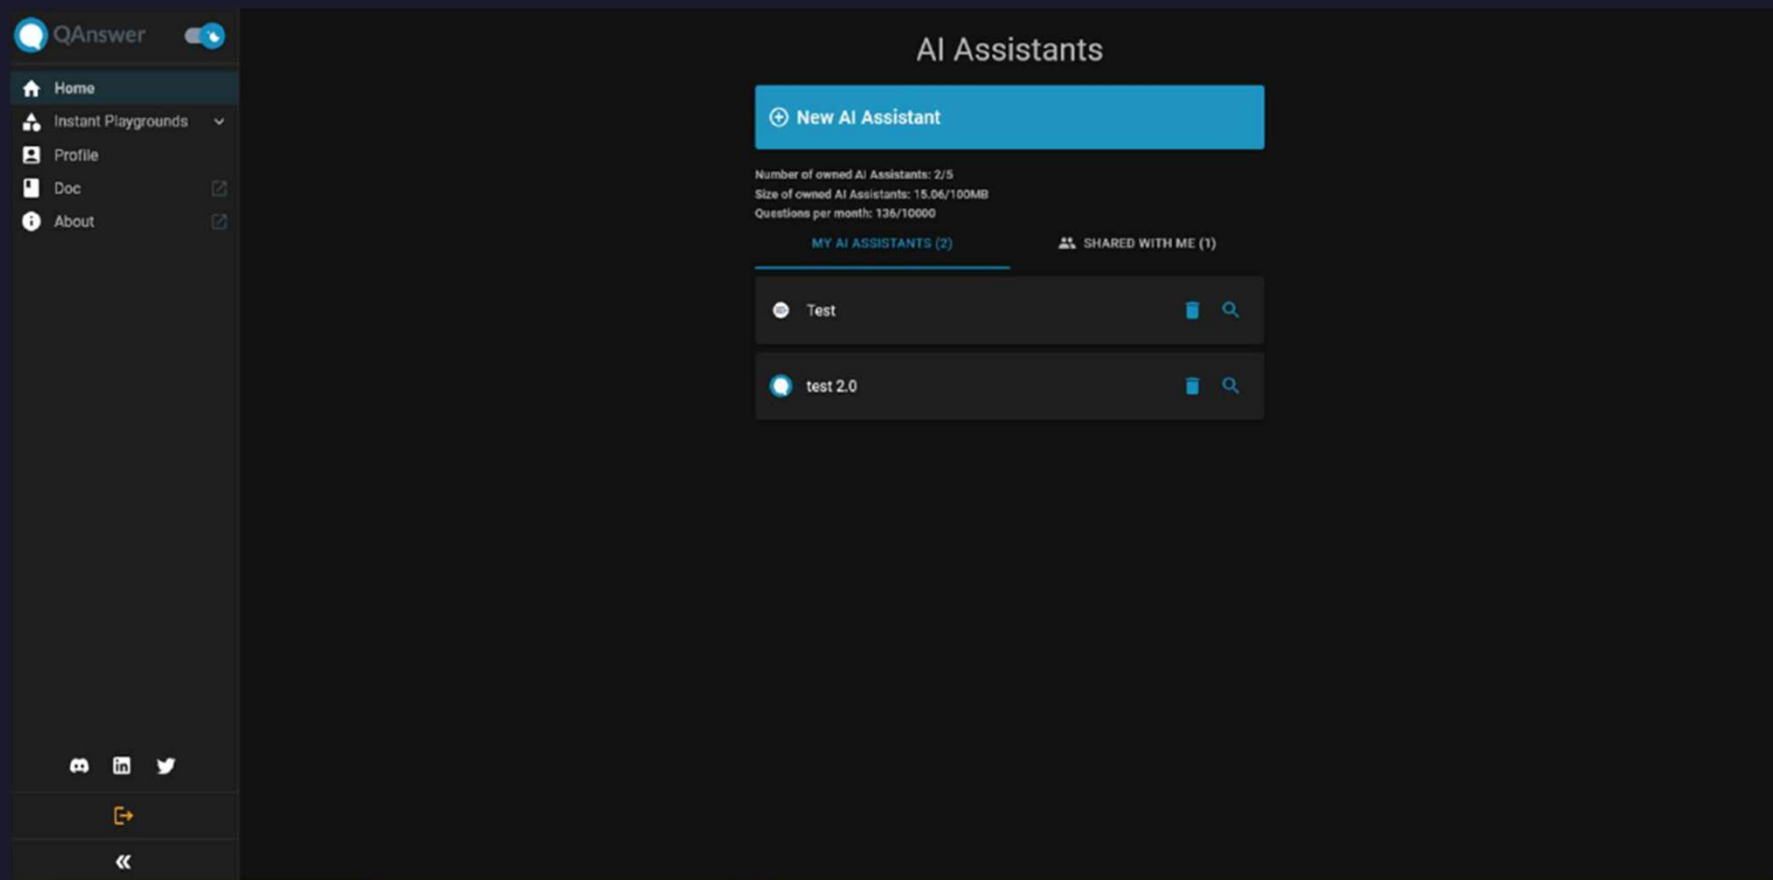 QAnswer
Home
Instant Playgrounds
Profile
Doc
About
AI Assistants
New AI Assistant
Number of owned AI Assistants: 2/5
Size of owned AI Assistants: 15.06/100MB
Questions per month: 136/10000
MY AI ASSISTANTS (2)
SHARED WITH ME (1)
Test
test 2.0